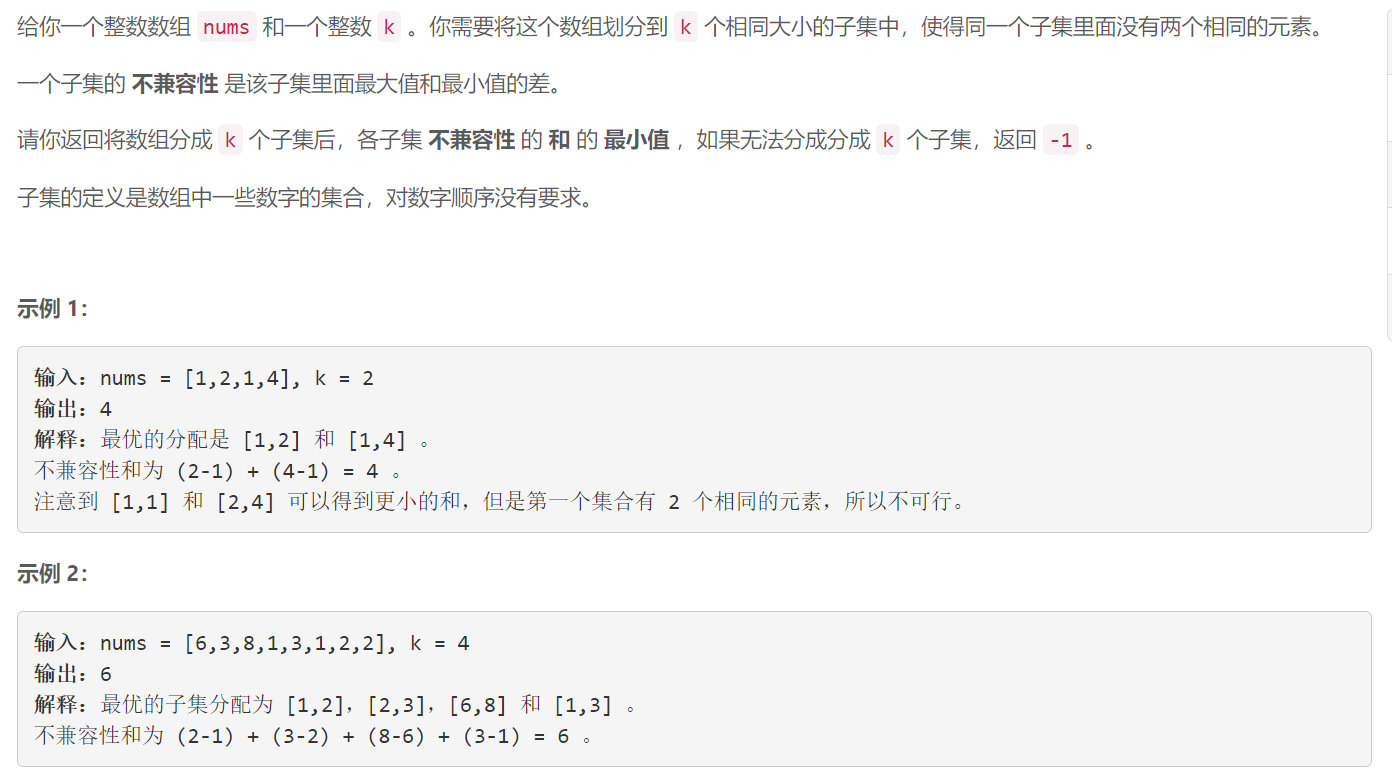 给你一个整数数组 nums 和一个整数 k 。你需要将这个数组划分到 k 个相同大小的子集中，使得同一个子集里面没有两个相同的元素。
一个子集的 不兼容性 是该子集里面最大值和最小值的差。
请你返回将数组分成 k 个子集后，各子集 不兼容性 的 和 的 最小值 ，如果无法分成分成 k 个子集，返回 -1 。
子集的定义是数组中一些数字的集合，对数字顺序没有要求。
示例 1：
输入：nums = [1,2,1,4], k = 2
输出：4
解释：最优的分配是 [1,2] 和 [1,4] 。
不兼容性和为 (2-1) + (4-1) = 4 。
注意到 [1,1] 和 [2,4] 可以得到更小的和，但是第一个集合有 2 个相同的元素，所以不可行。
示例 2：
输入：nums = [6,3,8,1,3,1,2,2], k = 4
输出：6
解释：最优的子集分配为 [1,2]，[2,3]，[6,8] 和 [1,3] 。
不兼容性和为 (2-1) + (3-2) + (8-6) + (3-1) = 6 。